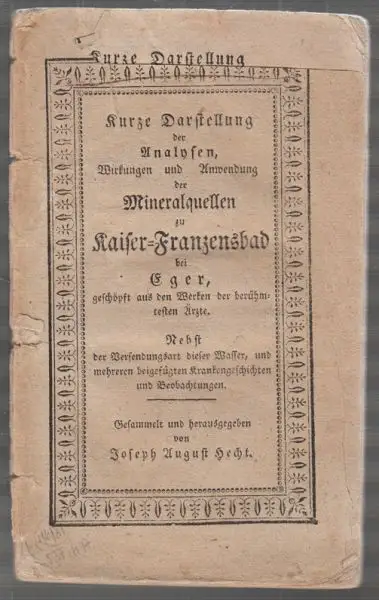 Kurze Darstellung
Kurze Darstellung
der
Analysen,
Wirkungen und Anwendung
der
Mineralquellen
zu
Kaiser=Franzensbad
bei
Eger,
geschöpft aus den Werken der berühm=
testen Ärzte.
Nebst
der Versendungsart dieser Wasser, und
mehreren beigefügten Krankengeschichten
und Beobachtungen.
Gesammelt und herausgegeben
von
Joseph August Hecht.